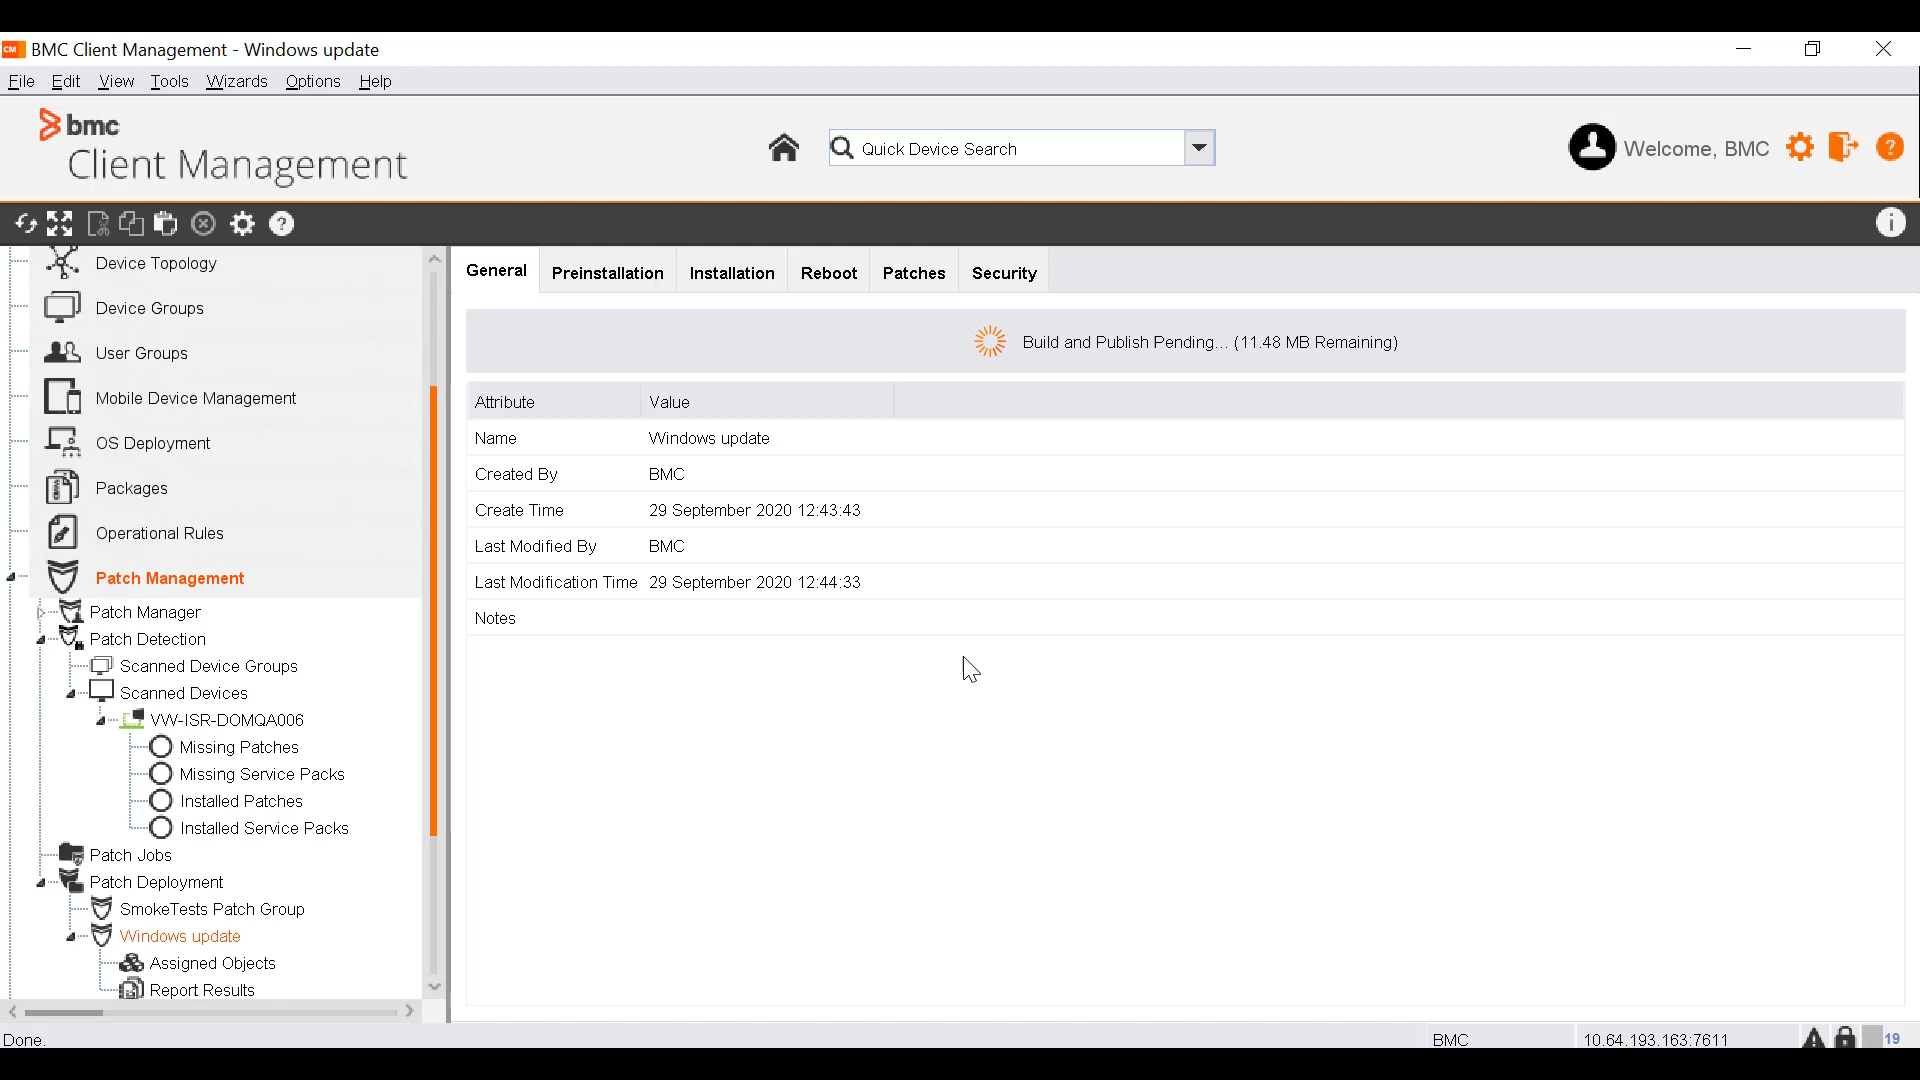 CM BMC Client Management - Windows update
File Edit View Tools Wizards Options Help
bmc
Client Management
Quick Device Search
Welcome, BMC
?
?
i
Device Topology
Device Groups
User Groups
Mobile Device Management
OS Deployment
Packages
Operational Rules
Patch Management
Patch Manager
Patch Detection
Scanned Device Groups
Scanned Devices
VW-ISR-DOMQA006
Missing Patches
Missing Service Packs
Installed Patches
Installed Service Packs
Patch Jobs
Patch Deployment
SmokeTests Patch Group
Windows update
Assigned Objects
Report Results
General Preinstallation Installation Reboot Patches Security
Build and Publish Pending... (11.48 MB Remaining)
Attribute Value
Name Windows update
Created By BMC
Create Time 29 September 2020 12:43:43
Last Modified By BMC
Last Modification Time 29 September 2020 12:44:33
Notes
Done. BMC 10.64.193.163:7611 19